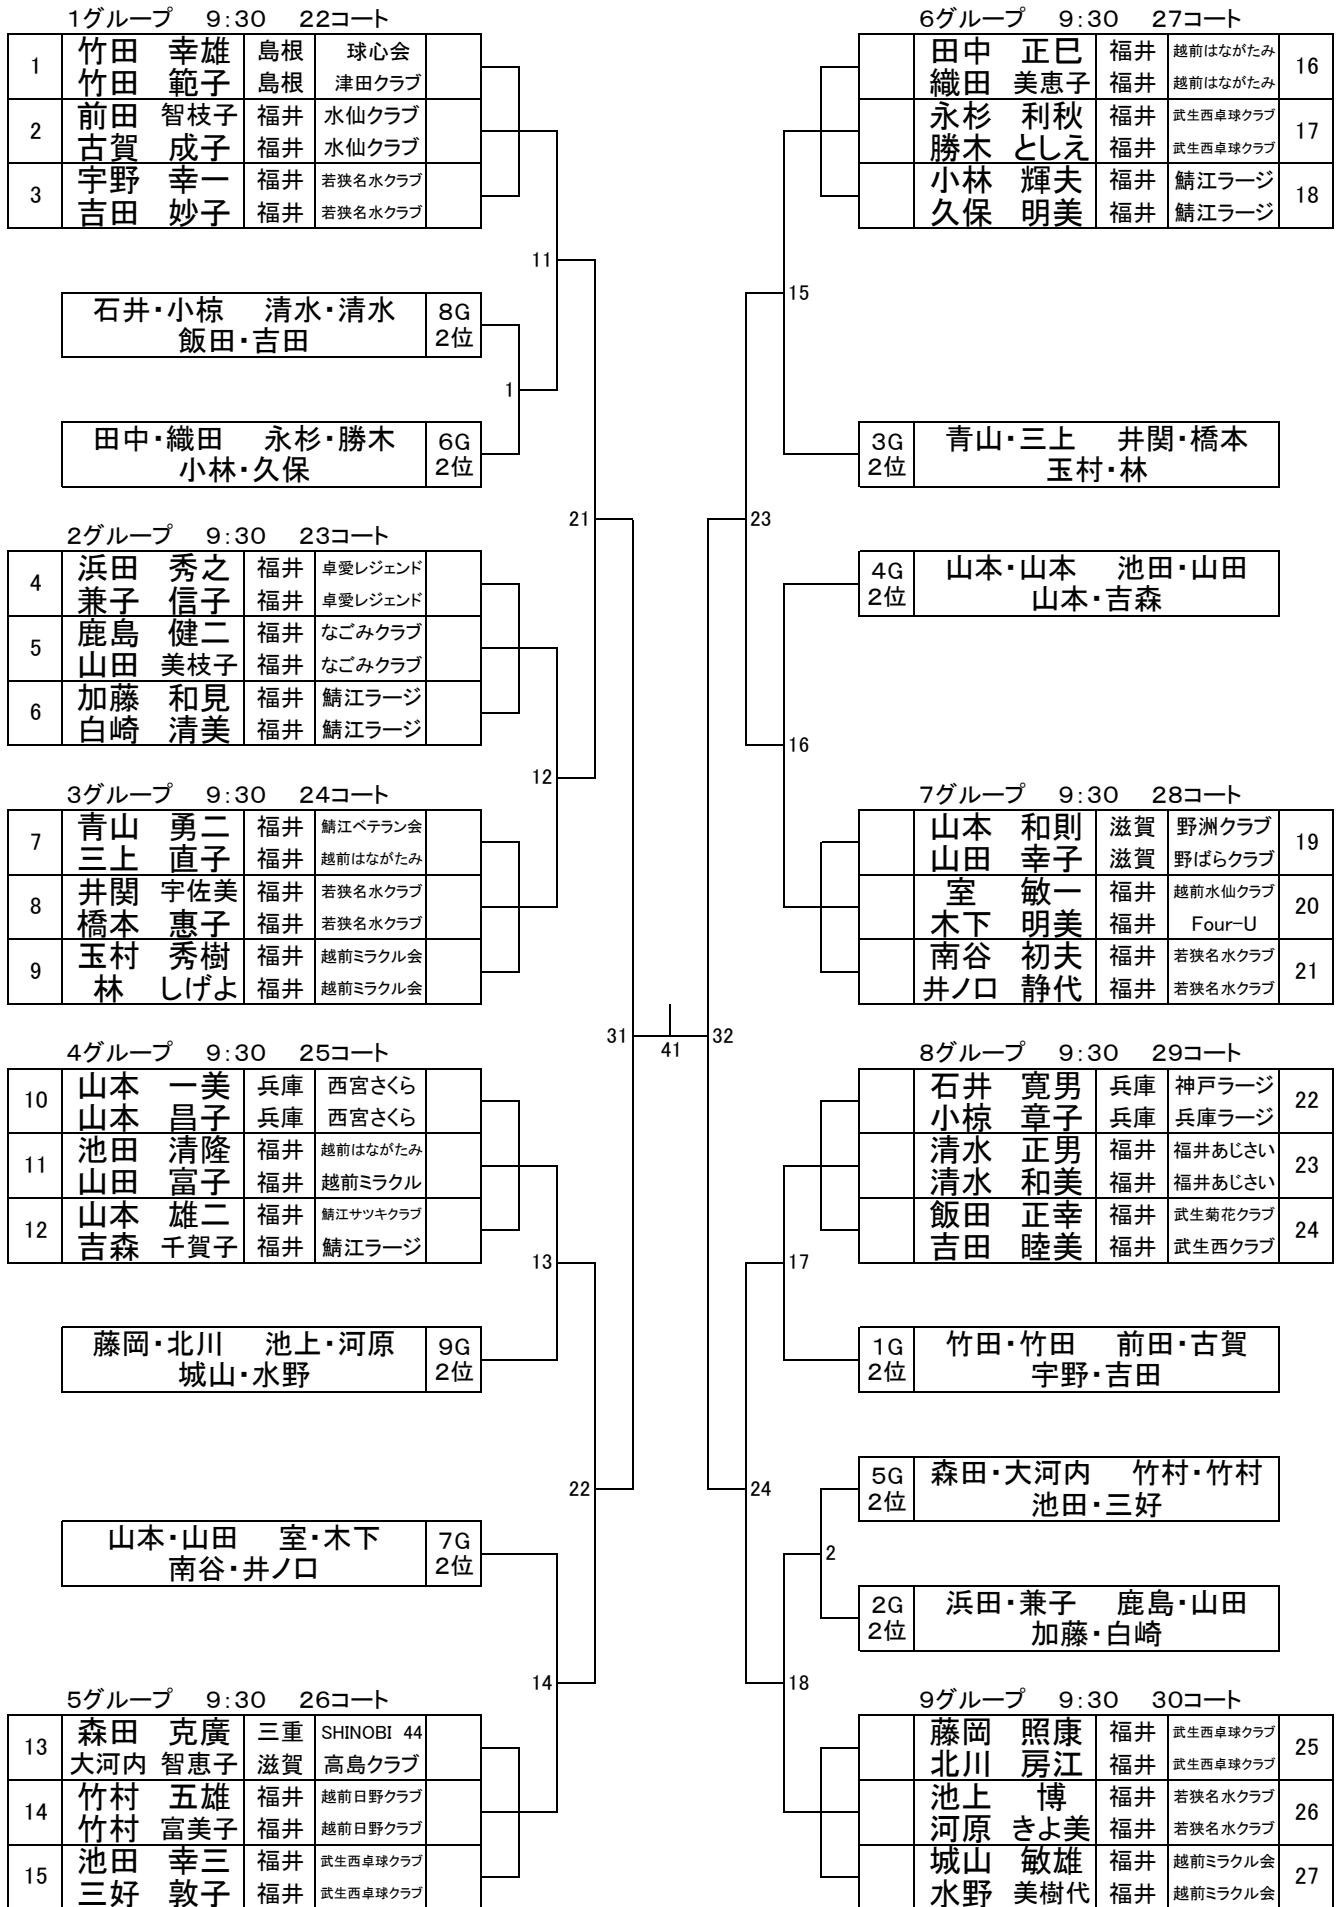 1グループ 9:30 22コート
1 竹田 幸雄 島根 球心会
竹田 範子 島根 津田クラブ
2 前田 智枝子 福井 水仙クラブ
古賀 成子 福井 水仙クラブ
3 宇野 幸一 福井 若狭名水クラブ
吉田 妙子 福井 若狭名水クラブ
11
石井・小椋 清水・清水 8G
飯田・吉田 2位
1
田中・織田 永杉・勝木 6G
小林・久保 2位
21
2グループ 9:30 23コート
4 浜田 秀之 福井 卓愛レジェンド
兼子 信子 福井 卓愛レジェンド
5 鹿島 健二 福井 なごみクラブ
山田 美枝子 福井 なごみクラブ
6 加藤 和見 福井 鯖江ラージ
白崎 清美 福井 鯖江ラージ
12
3グループ 9:30 24コート
7 青山 勇二 福井 鯖江ベテラン会
三上 直子 福井 越前はながたみ
8 井関 宇佐美 福井 若狭名水クラブ
橋本 惠子 福井 若狭名水クラブ
9 玉村 秀樹 福井 越前ミラクル会
林 しげよ 福井 越前ミラクル会
31
41
32
4グループ 9:30 25コート
10 山本 一美 兵庫 西宮さくら
山本 昌子 兵庫 西宮さくら
11 池田 清隆 福井 越前はながたみ
山田 富子 福井 越前ミラクル
12 山本 雄二 福井 鯖江サツキクラブ
吉森 千賀子 福井 鯖江ラージ
13
藤岡・北川 池上・河原 9G
城山・水野 2位
22
山本・山田 室・木下 7G
南谷・井ノ口 2位
14
5グループ 9:30 26コート
13 森田 克廣 三重 SHINOBI 44
大河内 智恵子 滋賀 高島クラブ
14 竹村 五雄 福井 越前日野クラブ
竹村 富美子 福井 越前日野クラブ
15 池田 幸三 福井 武生西卓球クラブ
三好 敦子 福井 武生西卓球クラブ
6グループ 9:30 27コート
田中 正巳 福井 越前はながたみ 16
織田 美恵子 福井 越前はながたみ
永杉 利秋 福井 武生西卓球クラブ 17
勝木 としえ 福井 武生西卓球クラブ
小林 輝夫 福井 鯖江ラージ 18
久保 明美 福井 鯖江ラージ
15
3G 青山・三上 井関・橋本
2位 玉村・林
23
4G 山本・山本 池田・山田
2位 山本・吉森
16
7グループ 9:30 28コート
山本 和則 滋賀 野洲クラブ 19
山田 幸子 滋賀 野ばらクラブ
室 敏一 福井 越前水仙クラブ 20
木下 明美 福井 Four-U
南谷 初夫 福井 若狭名水クラブ 21
井ノ口 静代 福井 若狭名水クラブ
8グループ 9:30 29コート
石井 寛男 兵庫 神戸ラージ 22
小椋 章子 兵庫 兵庫ラージ
清水 正男 福井 福井あじさい 23
清水 和美 福井 福井あじさい
飯田 正幸 福井 武生菊花クラブ 24
吉田 睦美 福井 武生西クラブ
17
1G 竹田・竹田 前田・古賀
2位 宇野・吉田
24
5G 森田・大河内 竹村・竹村
2位 池田・三好
2
2G 浜田・兼子 鹿島・山田
2位 加藤・白崎
18
9グループ 9:30 30コート
藤岡 照康 福井 武生西卓球クラブ 25
北川 房江 福井 武生西卓球クラブ
池上 博 福井 若狭名水クラブ 26
河原 きよ美 福井 若狭名水クラブ
城山 敏雄 福井 越前ミラクル会 27
水野 美樹代 福井 越前ミラクル会